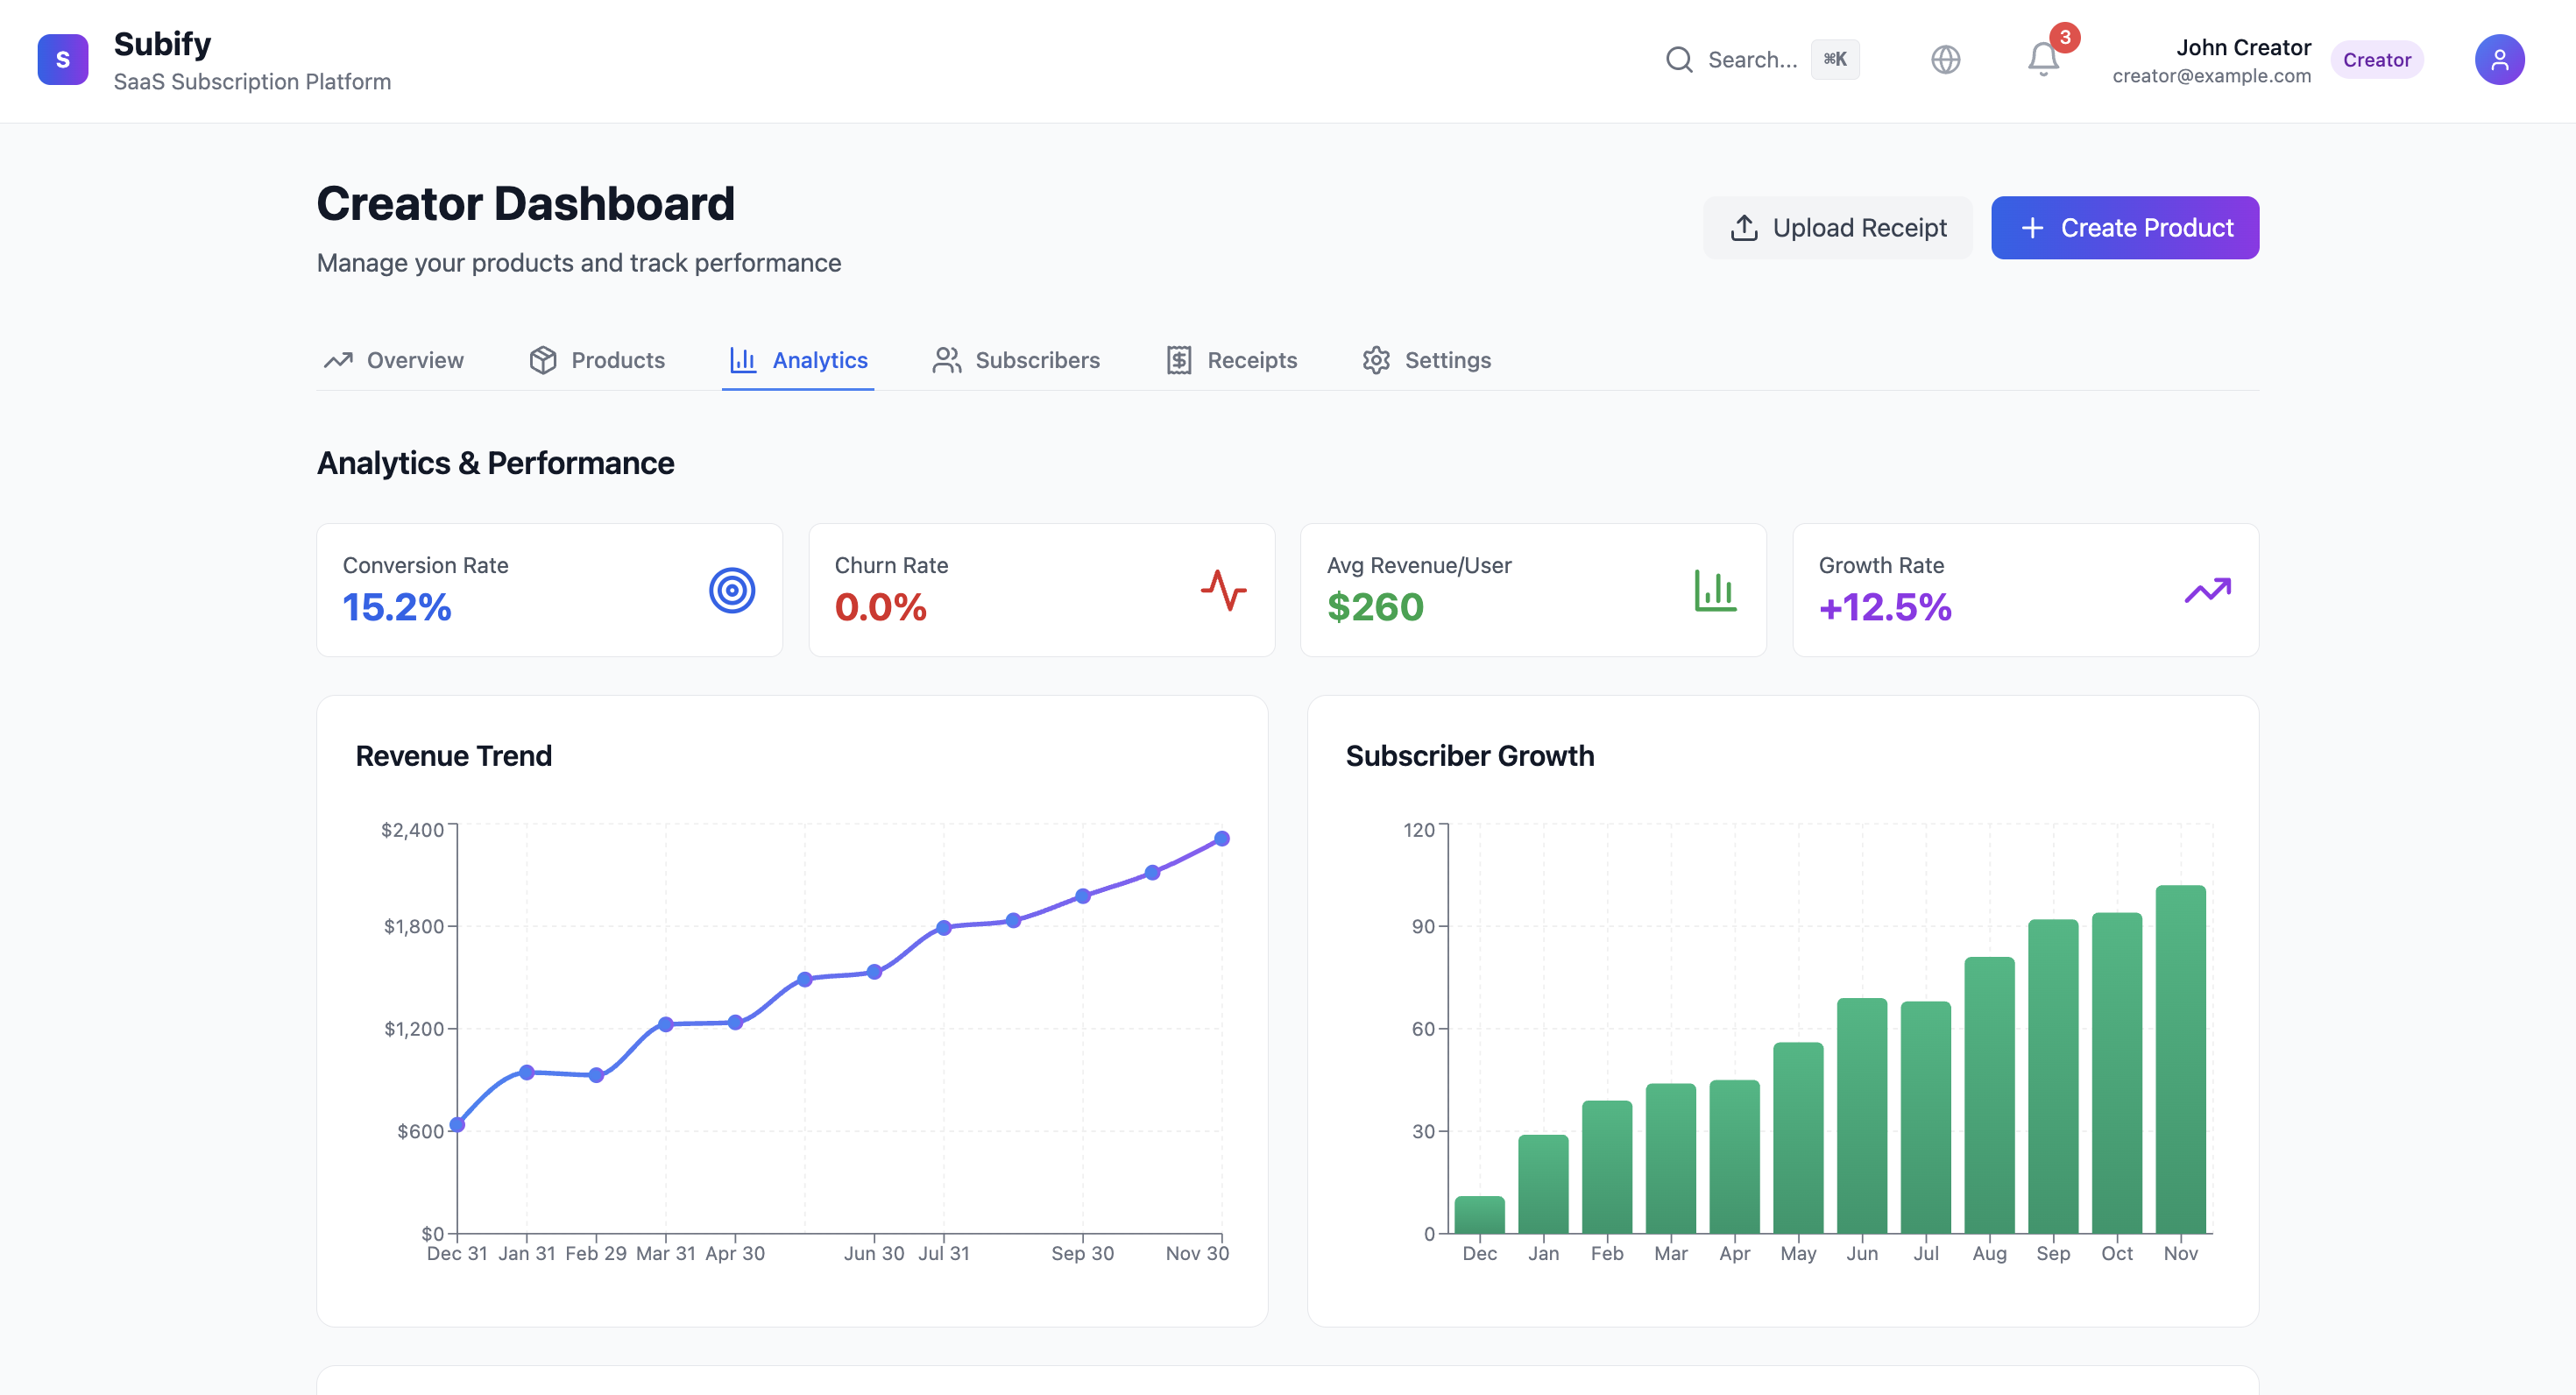 S
Subify
SaaS Subscription Platform
Search...
⌘K
3
John Creator
creator@example.com
Creator
Creator Dashboard
Manage your products and track performance
Upload Receipt
Create Product
Overview
Products
Analytics
Subscribers
Receipts
Settings
Analytics & Performance
Conversion Rate
15.2%
Churn Rate
0.0%
Avg Revenue/User
$260
Growth Rate
+12.5%
Revenue Trend
$2,400
$1,800
$1,200
$600
$0
Dec 31 Jan 31 Feb 29 Mar 31 Apr 30 Jun 30 Jul 31 Sep 30 Nov 30
Subscriber Growth
120
90
60
30
0
Dec Jan Feb Mar Apr May Jun Jul Aug Sep Oct Nov